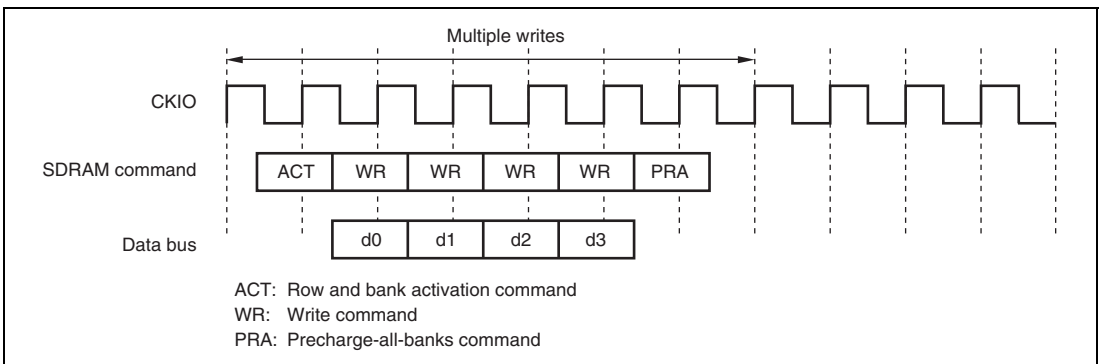 Multiple writes
CKIO
SDRAM command
ACT WR WR WR WR PRA
Data bus
d0 d1 d2 d3
ACT: Row and bank activation command
WR: Write command
PRA: Precharge-all-banks command